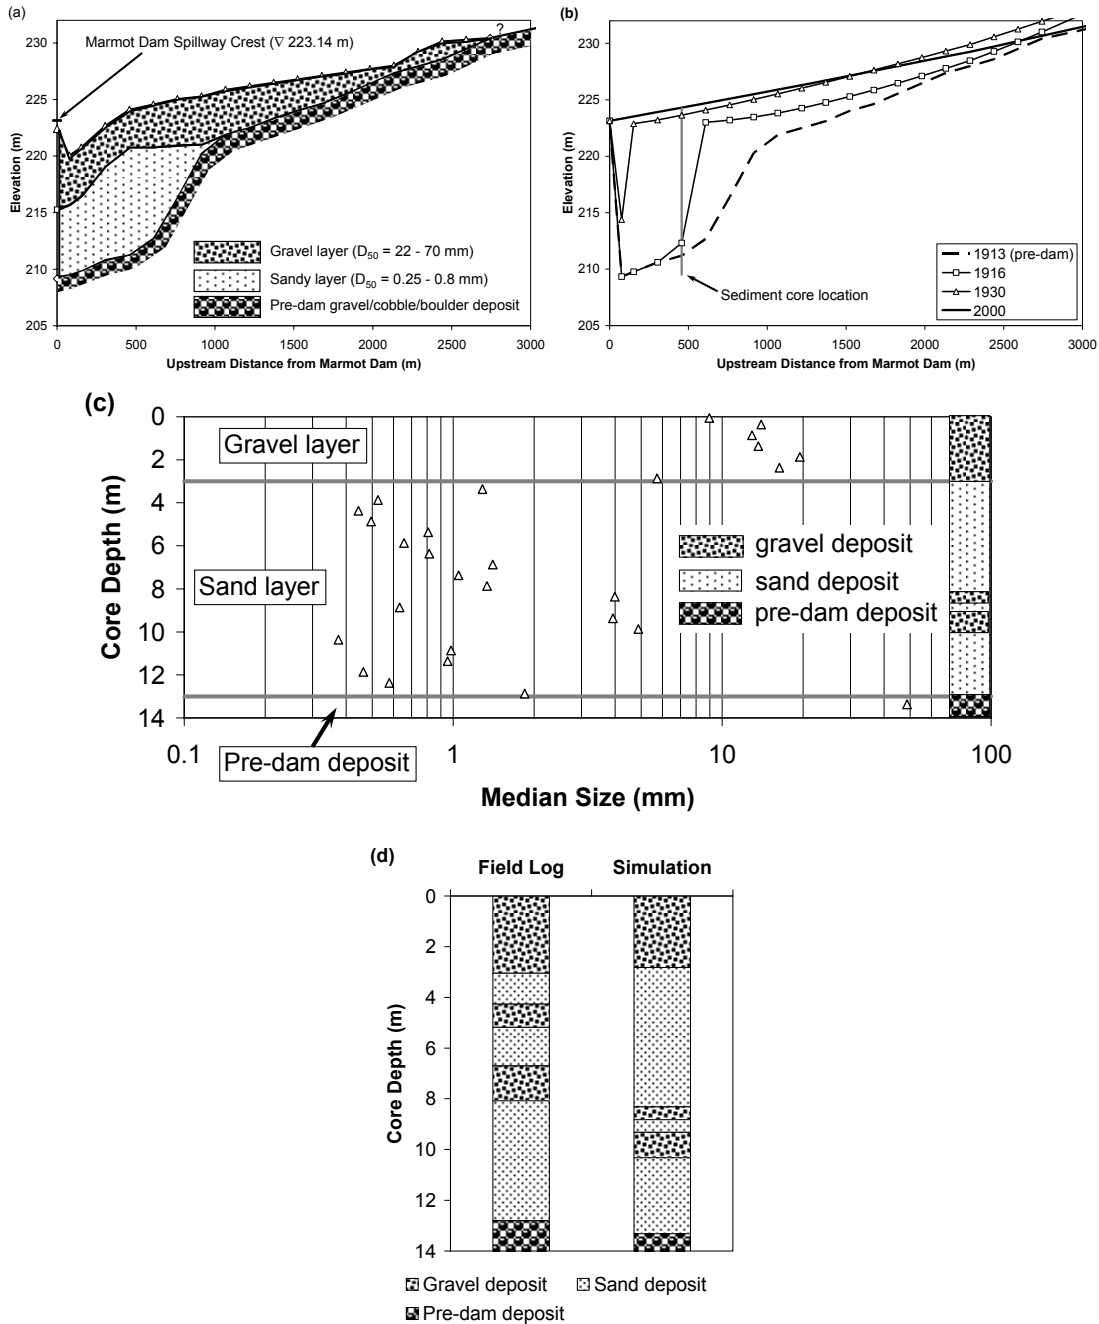 (a)
Marmot Dam Spillway Crest (∇ 223.14 m)
?
230
225
220
215
210
205
Elevation (m)
0
500
1000
1500
2000
2500
3000
Upstream Distance from Marmot Dam (m)
Gravel layer (D50 = 22 - 70 mm)
Sandy layer (D50 = 0.25 - 0.8 mm)
Pre-dam gravel/cobble/boulder deposit
(b)
230
225
220
215
210
205
Elevation (m)
0
500
1000
1500
2000
2500
3000
Upstream Distance from Marmot Dam (m)
Sediment core location
1913 (pre-dam)
1916
1930
2000
(c)
0
2
4
6
8
10
12
14
Core Depth (m)
Gravel layer
Sand layer
gravel deposit
sand deposit
pre-dam deposit
Pre-dam deposit
0.1
1
10
100
Median Size (mm)
(d)
Field Log
Simulation
0
2
4
6
8
10
12
14
Core Depth (m)
Gravel deposit
Sand deposit
Pre-dam deposit